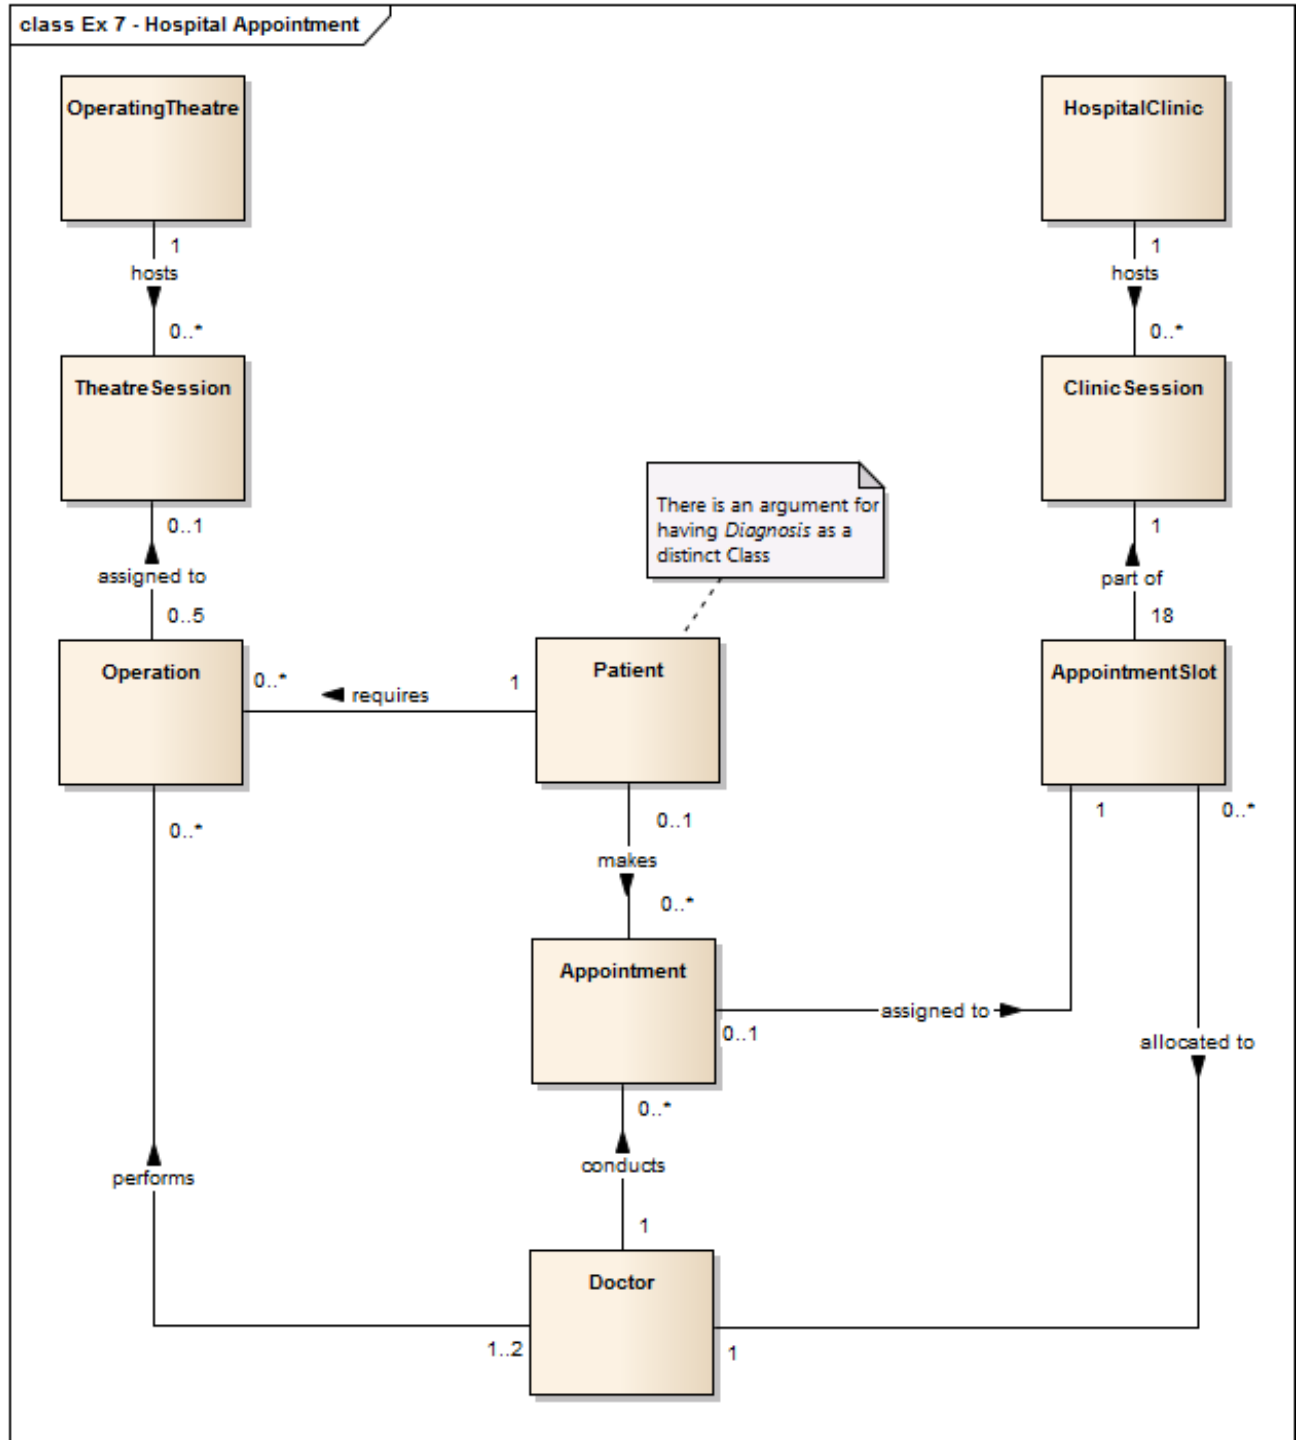 class Ex 7 - Hospital Appointment
OperatingTheatre
HospitalClinic
1
1
hosts
hosts
0..*
0..*
TheatreSession
ClinicSession
There is an argument for
having Diagnosis as a
distinct Class
0..1
1
assigned to
part of
0..5
18
Operation
Patient
AppointmentSlot
0..*
requires
1
0..*
0..1
1
0..*
makes
0..*
Appointment
assigned to
0..1
allocated to
0..*
conducts
performs
1
Doctor
1..2
1